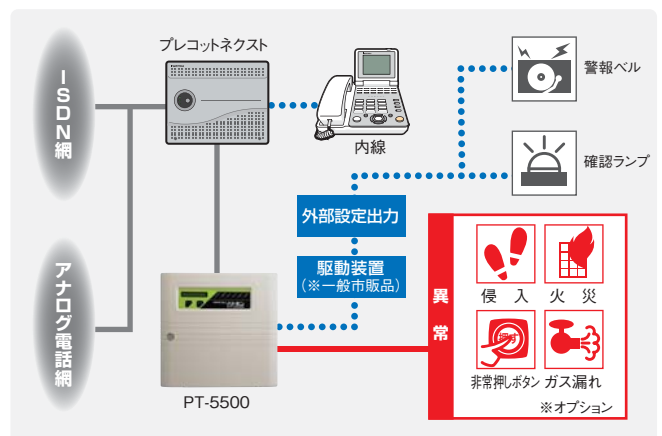 プレコットネクスト
ISDN網
内線
警報ベル
確認ランプ
外部設定出力
駆動装置
(※一般市販品)
アナログ電話網
PT-5500
異常
侵入
火災
押す
非常押しボタン
ガス漏れ
※オプション